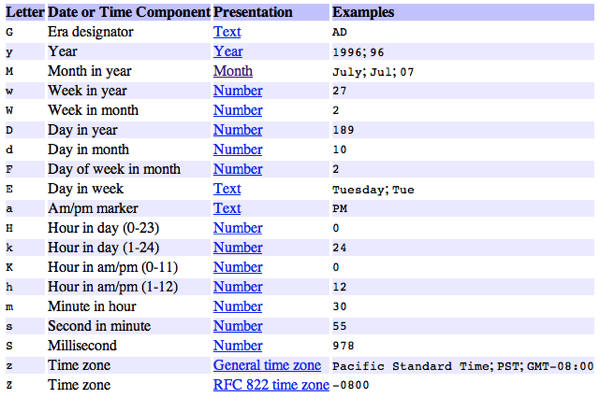 Letter Date or Time Component Presentation Examples
G Era designator Text AD
y Year Year 1996; 96
M Month in year Month July; Jul; 07
w Week in year Number 27
W Week in month Number 2
D Day in year Number 189
d Day in month Number 10
F Day of week in month Number 2
E Day in week Text Tuesday; Tue
a Am/pm marker Text PM
H Hour in day (0-23) Number 0
k Hour in day (1-24) Number 24
K Hour in am/pm (0-11) Number 0
h Hour in am/pm (1-12) Number 12
m Minute in hour Number 30
s Second in minute Number 55
S Millisecond Number 978
z Time zone General time zone Pacific Standard Time; PST; GMT-08:00
Z Time zone RFC 822 time zone -0800